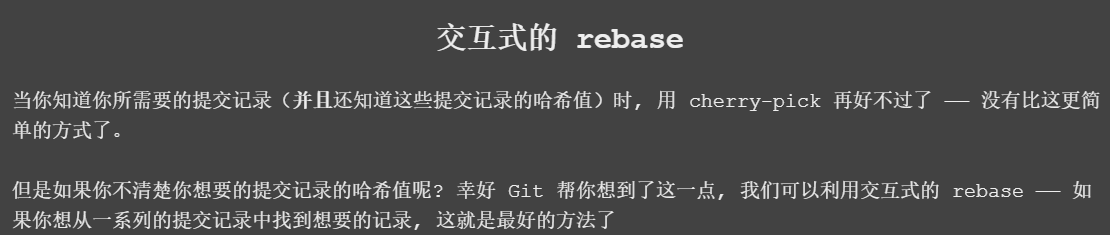 交互式的 rebase
当你知道你所需要的提交记录（并且还知道这些提交记录的哈希值）时, 用 cherry-pick 再好不过了 —— 没有比这更简
单的方式了。
但是如果你不清楚你想要的提交记录的哈希值呢? 幸好 Git 帮你想到了这一点, 我们可以利用交互式的 rebase —— 如
果你想从一系列的提交记录中找到想要的记录, 这就是最好的方法了